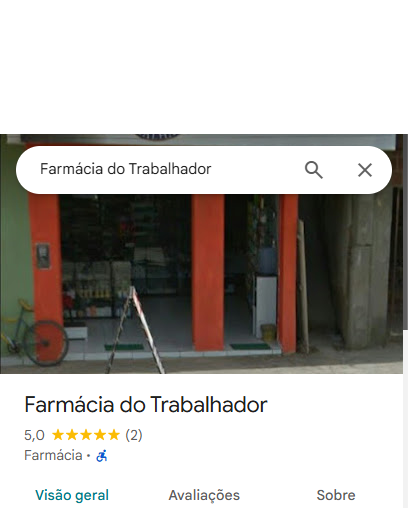 Farmácia do Trabalhador
Farmácia do Trabalhador
5,0 (2)
Farmácia ·
Visão geral Avaliações Sobre